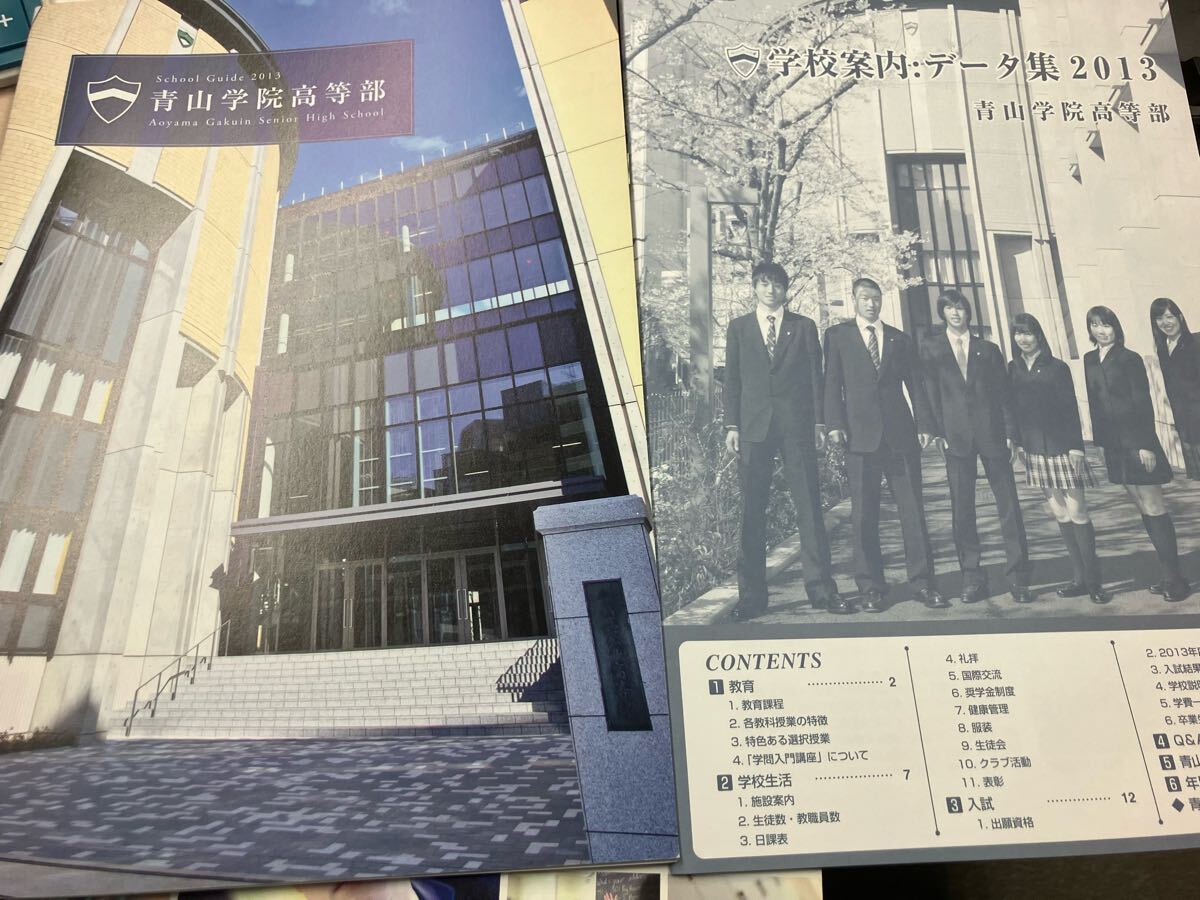 School Guide 2013
青山学院高等部
Aoyama Gakuin Senior High School
学校案内:データ集 2013
青山学院高等部
CONTENTS
1 教育 2
1. 教育課程
2. 各教科授業の特徴
3. 特色ある選択授業
4. 「学問入門講座」について
2 学校生活 7
1. 施設案内
2. 生徒数・教職員数
3. 日課表
4. 礼拝
5. 国際交流
6. 奨学金制度
7. 健康管理
8. 服装
9. 生徒会
10. クラブ活動
11. 表彰
3 入試 12
1. 出願資格
2. 2013年
3. 入試結果
4. 学校説
5. 学費一
6. 卒業
4 Q&A
5 青山
6 年
◆ 青